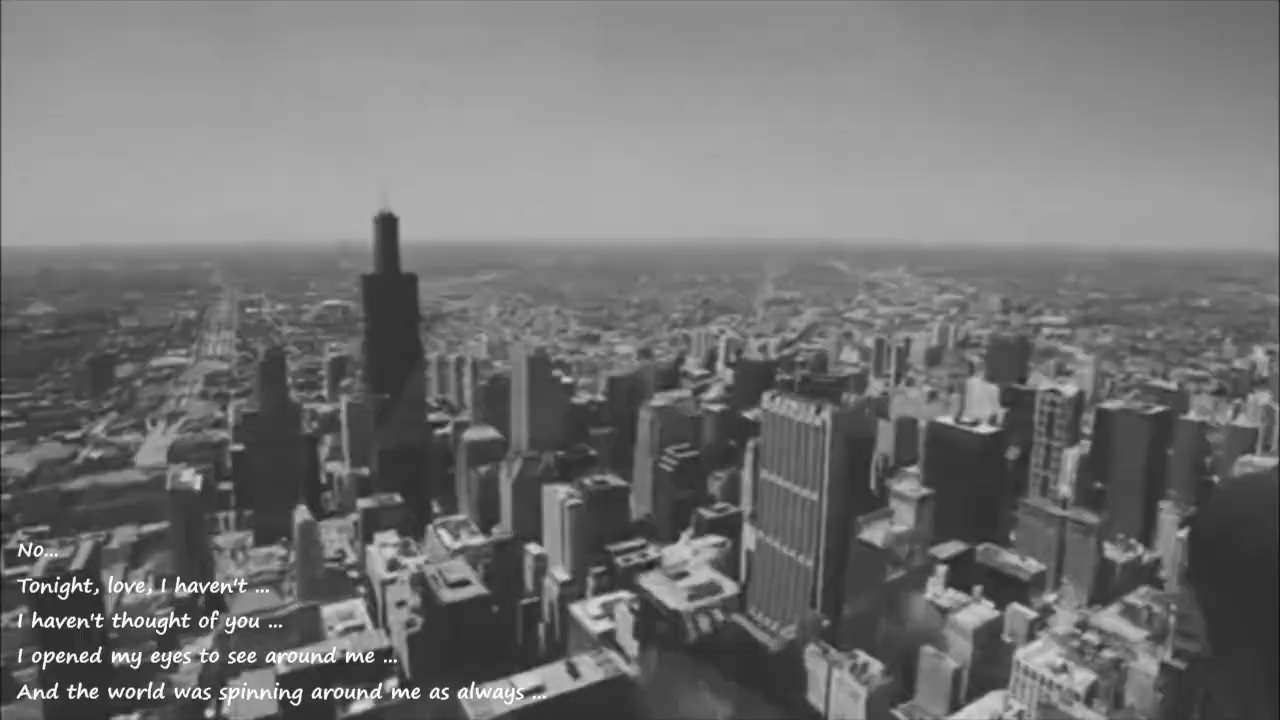 No...
Tonight, love, I haven't ...
I haven't thought of you ...
I opened my eyes to see around me ...
And the world was spinning around me as always ...